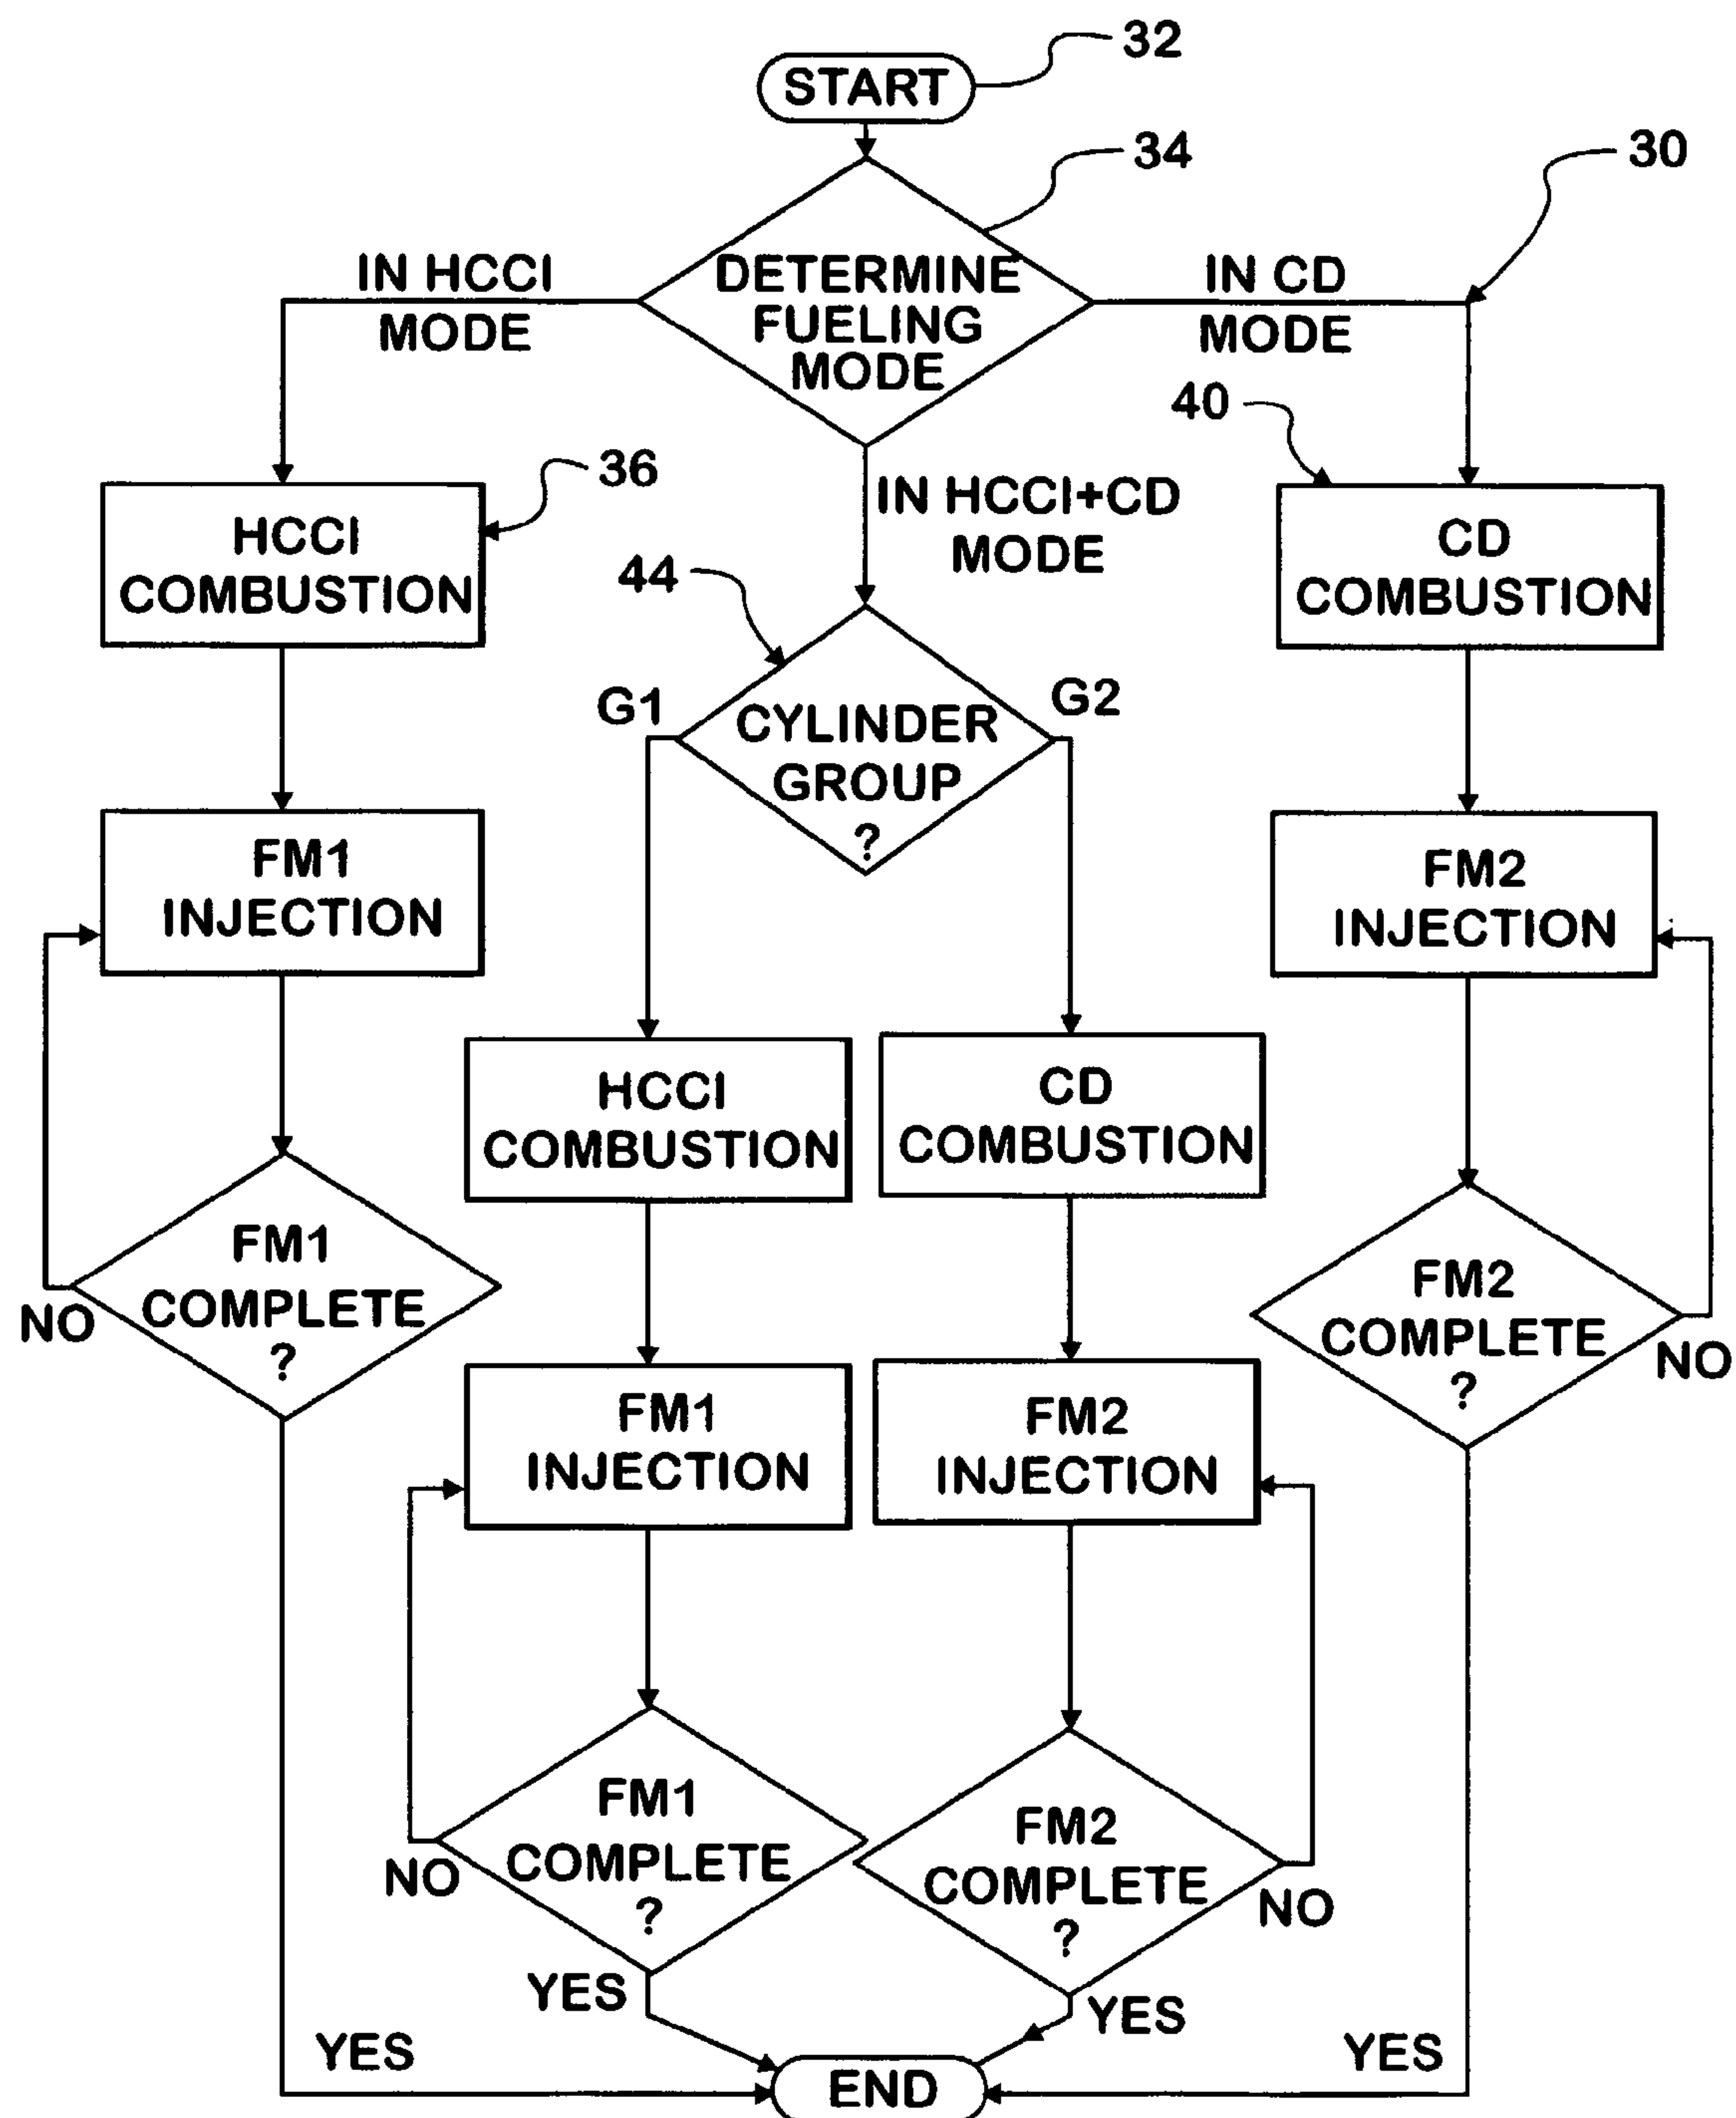 32
START
34
30
IN HCCI
MODE
DETERMINE
FUELING
MODE
IN CD
MODE
40
36
IN HCCI+CD
MODE
HCCI
COMBUSTION
CD
COMBUSTION
44
G1
CYLINDER
GROUP
?
G2
FM1
INJECTION
FM2
INJECTION
HCCI
COMBUSTION
CD
COMBUSTION
FM1
COMPLETE
?
NO
FM2
COMPLETE
?
NO
FM1
INJECTION
FM2
INJECTION
FM1
COMPLETE
?
NO
FM2
COMPLETE
?
NO
YES
YES
YES
YES
END